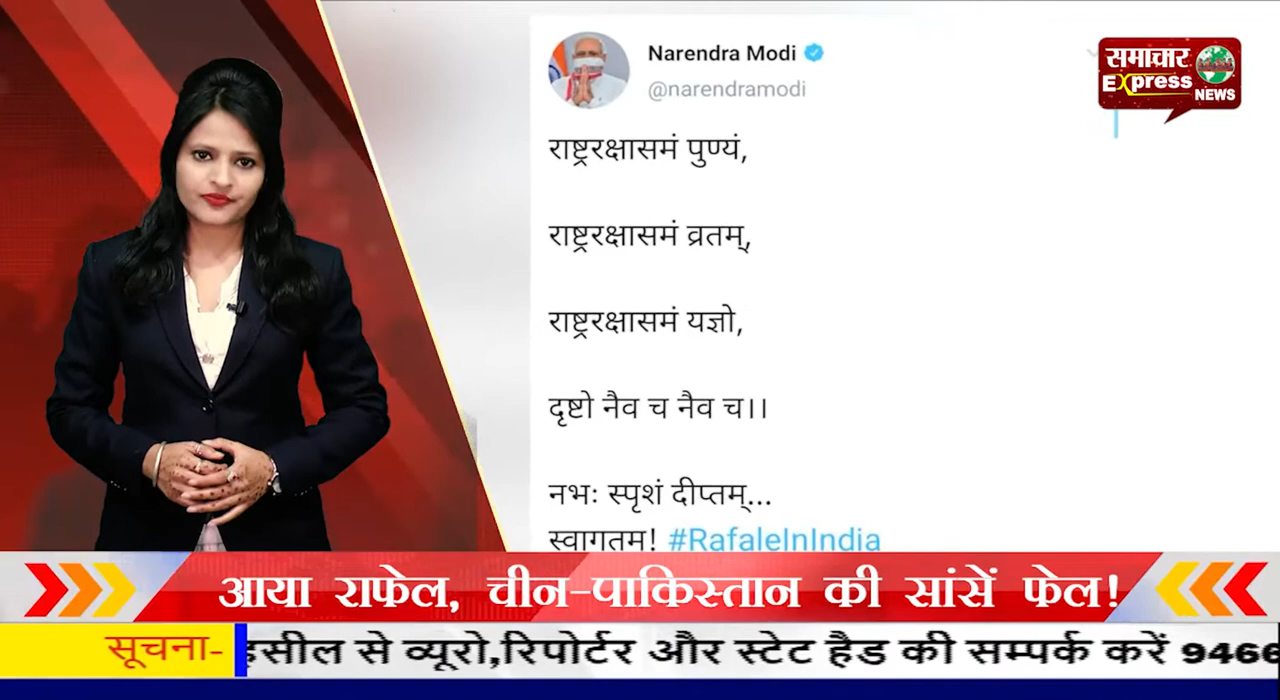 Narendra Modi
@narendramodi
राष्ट्ररक्षासमं पुण्यं,
राष्ट्ररक्षासमं व्रतम्,
राष्ट्ररक्षासमं यज्ञो,
दृष्टो नैव च नैव च।।
नभः स्पृशं दीप्तम्...
स्वागतम! #RafaleInIndia
समाचार
Express
NEWS
आया राफेल, चीन-पाकिस्तान की सांसें फेल!
सूचना- हसील से व्यूरो,रिपोर्टर और स्टेट हैड की सम्पर्क करें 9466